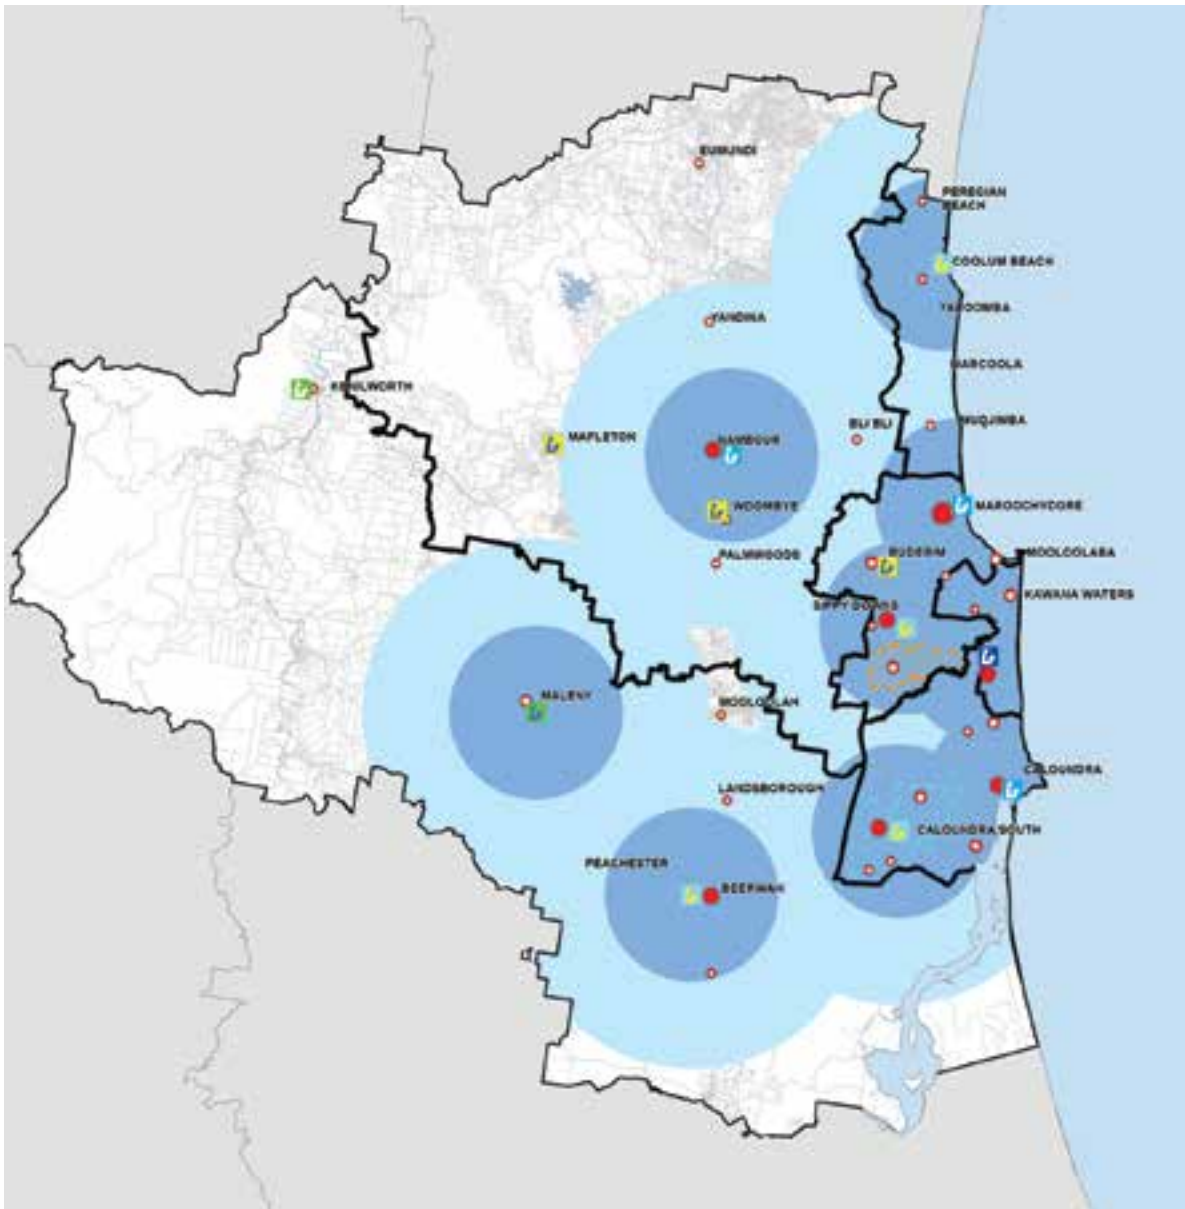 EUMUNDI
PEREGIAN
BEACH
COOLUM BEACH
YAROOMBA
YANDINA
MARCOOLA
KENILWORTH
MUDJIMBA
BLI BLI
MAPLETON
NAMBOUR
WOOMBYE
MAROOCHYDORE
BUDERIM
MOOLOOLABA
PALMWOODS
KAWANA WATERS
SIPPY DOWNS
MALENY
MOOLOOLAH
CALOUNDRA
LANDSBOROUGH
CALOUNDRA SOUTH
PEACHESTER
BEERWAH